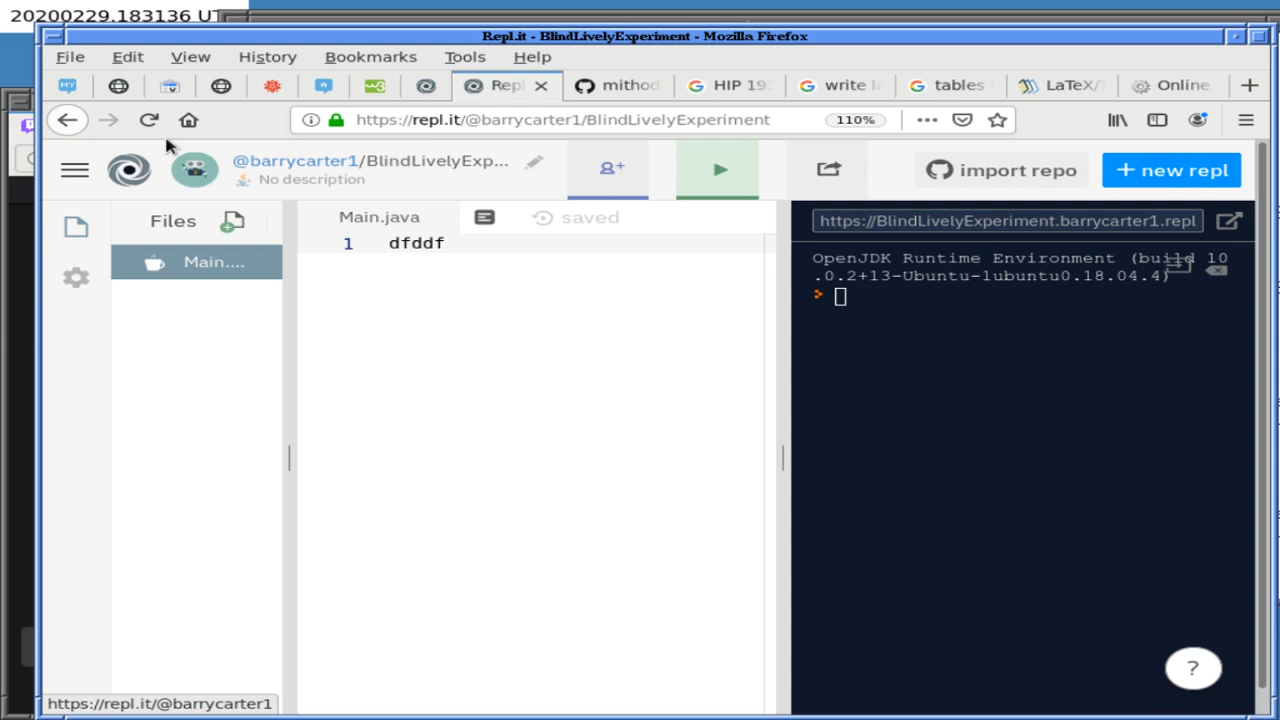 20200229.183136 UT
Repl.it - BlindLivelyExperiment - Mozilla Firefox
File Edit View History Bookmarks Tools Help
Repl mithod HIP 19 write l tables LaTeX/ Online
https://repl.it/@barrycarter1/BlindLivelyExperiment 110%
@barrycarter1/BlindLivelyExp...
No description
import repo
+ new repl
Files
Main.java
saved
https://BlindLivelyExperiment.barrycarter1.repl
Main....
1 dfddf
OpenJDK Runtime Environment (build 10
.0.2+13-Ubuntu-1ubuntu0.18.04.4)
>
?
https://repl.it/@barrycarter1